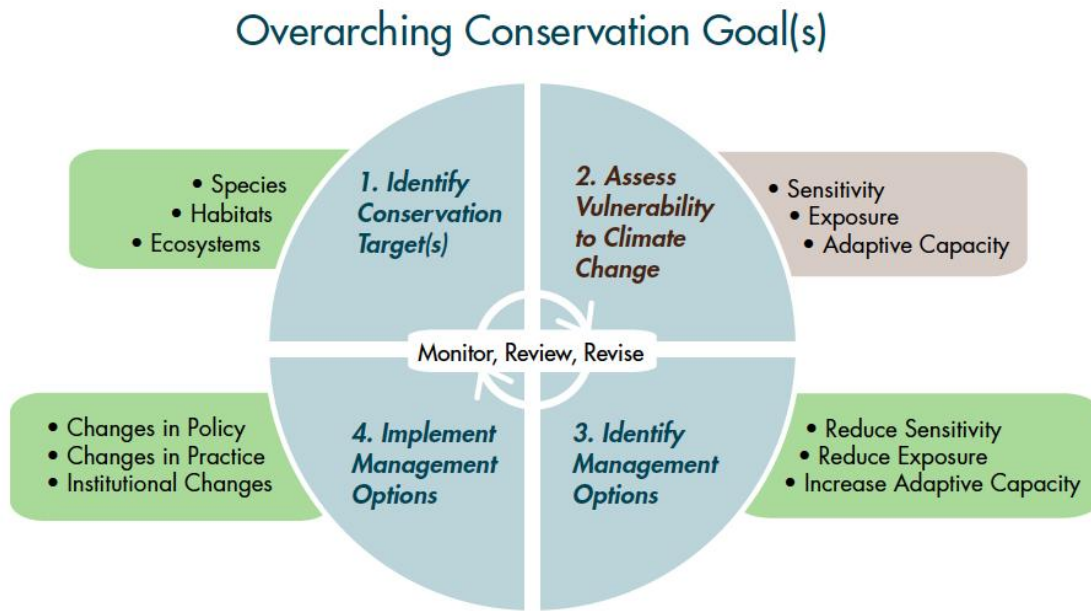 Overarching Conservation Goal(s)
• Species
• Habitats
• Ecosystems
1. Identify
Conservation
Target(s)
2. Assess
Vulnerability
to Climate
Change
• Sensitivity
• Exposure
• Adaptive Capacity
Monitor, Review, Revise
• Changes in Policy
• Changes in Practice
• Institutional Changes
4. Implement
Management
Options
3. Identify
Management
Options
• Reduce Sensitivity
• Reduce Exposure
• Increase Adaptive Capacity